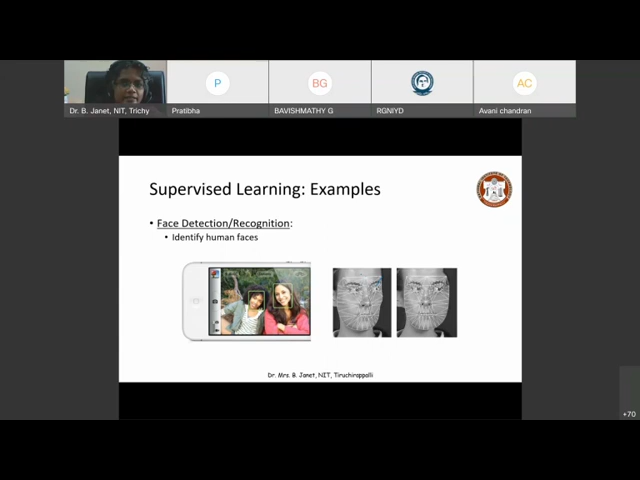 P
BG
AC
Dr. B. Janet, NIT, Trichy
Pratibha
BAVISHMATHY G
RGNIYD
Avani chandran
Supervised Learning: Examples
• Face Detection/Recognition:
• Identify human faces
Dr. Mrs. B. Janet, NIT, Tiruchirappalli
+70